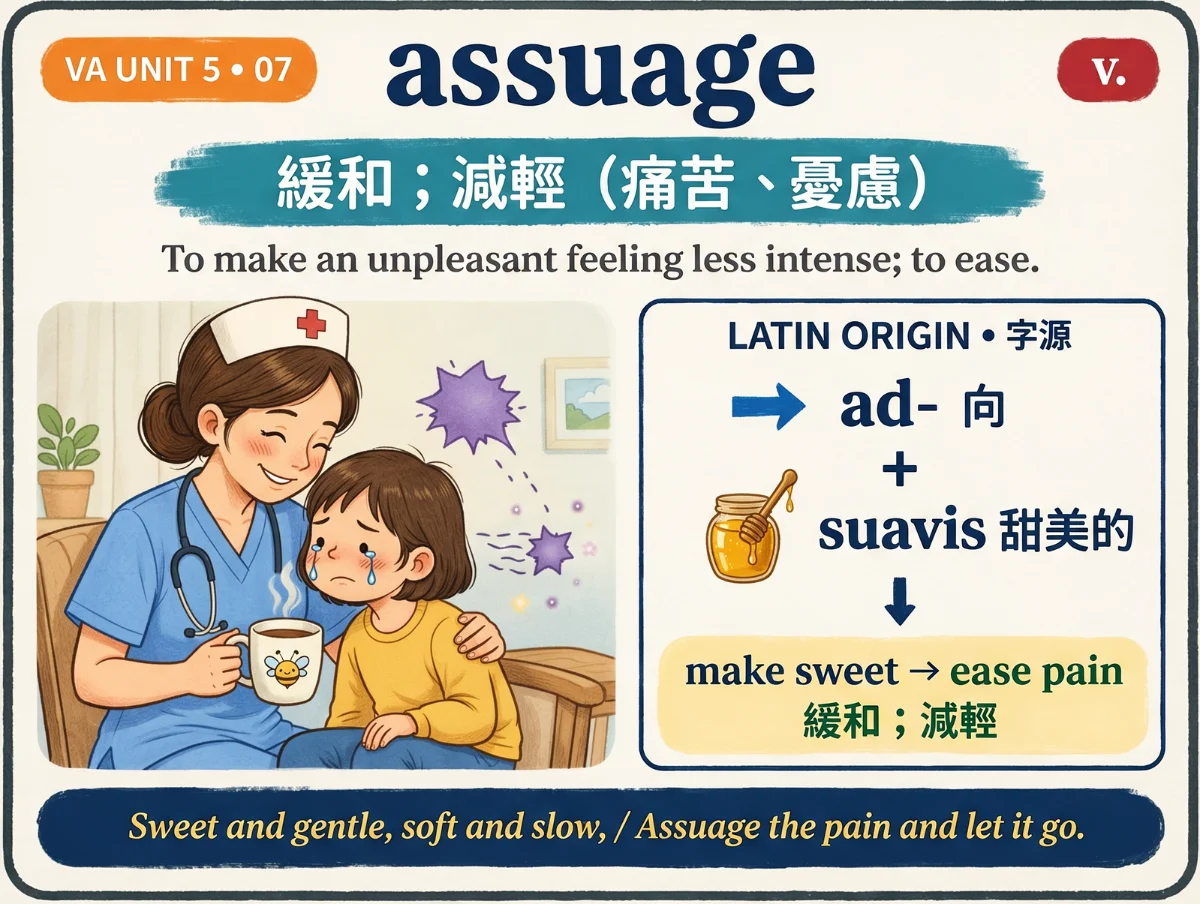 VA UNIT 5 • 07
assuage
v.
緩和；減輕（痛苦、憂慮）
To make an unpleasant feeling less intense; to ease.
LATIN ORIGIN • 字源
→ ad- 向
+
suavis 甜美的
↓
make sweet → ease pain
緩和；減輕
Sweet and gentle, soft and slow, / Assuage the pain and let it go.